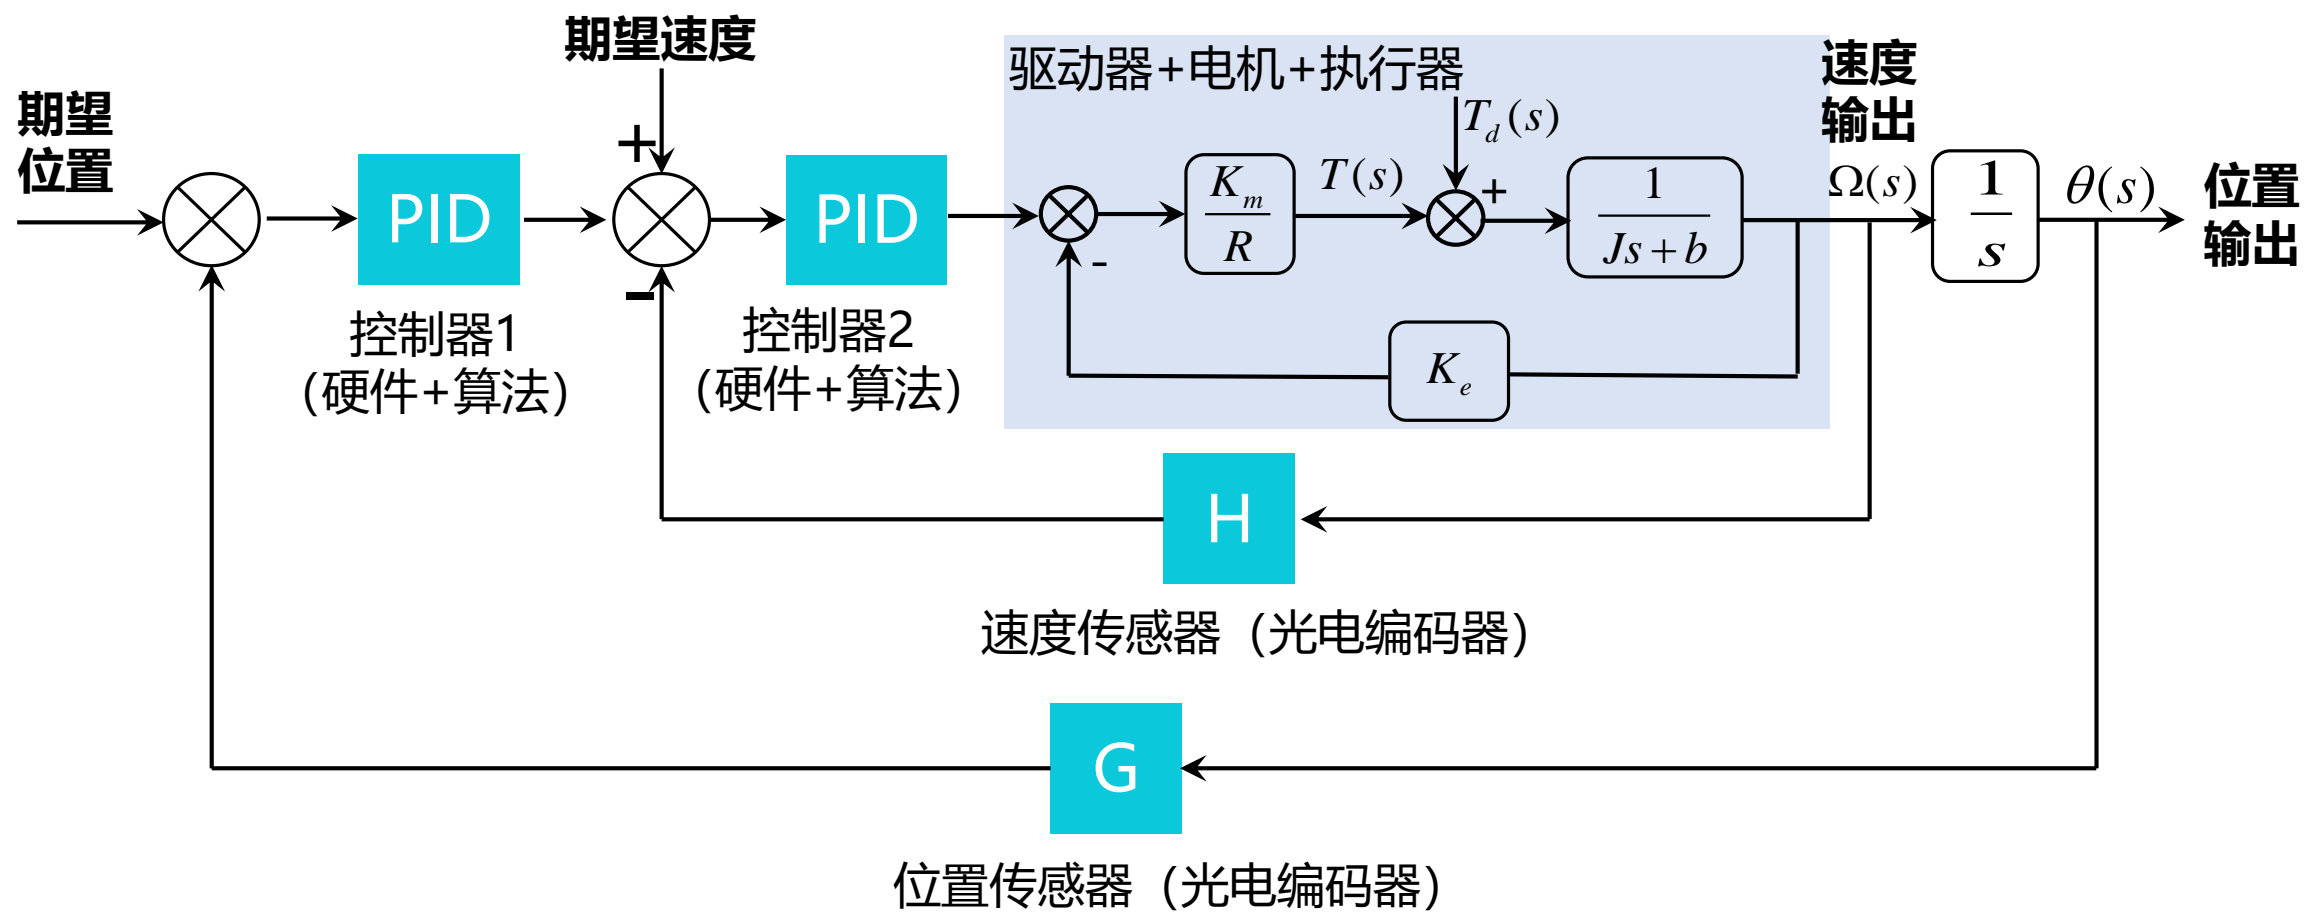 期望速度
期望
位置
驱动器+电机+执行器
速度
输出
T_d(s)
+
PID
PID
K_m
R
T(s)
+
1
Js+b
Ω(s)
1
s
θ(s)
位置
输出
-
-
控制器1
(硬件+算法)
控制器2
(硬件+算法)
K_e
H
速度传感器（光电编码器）
G
位置传感器（光电编码器）